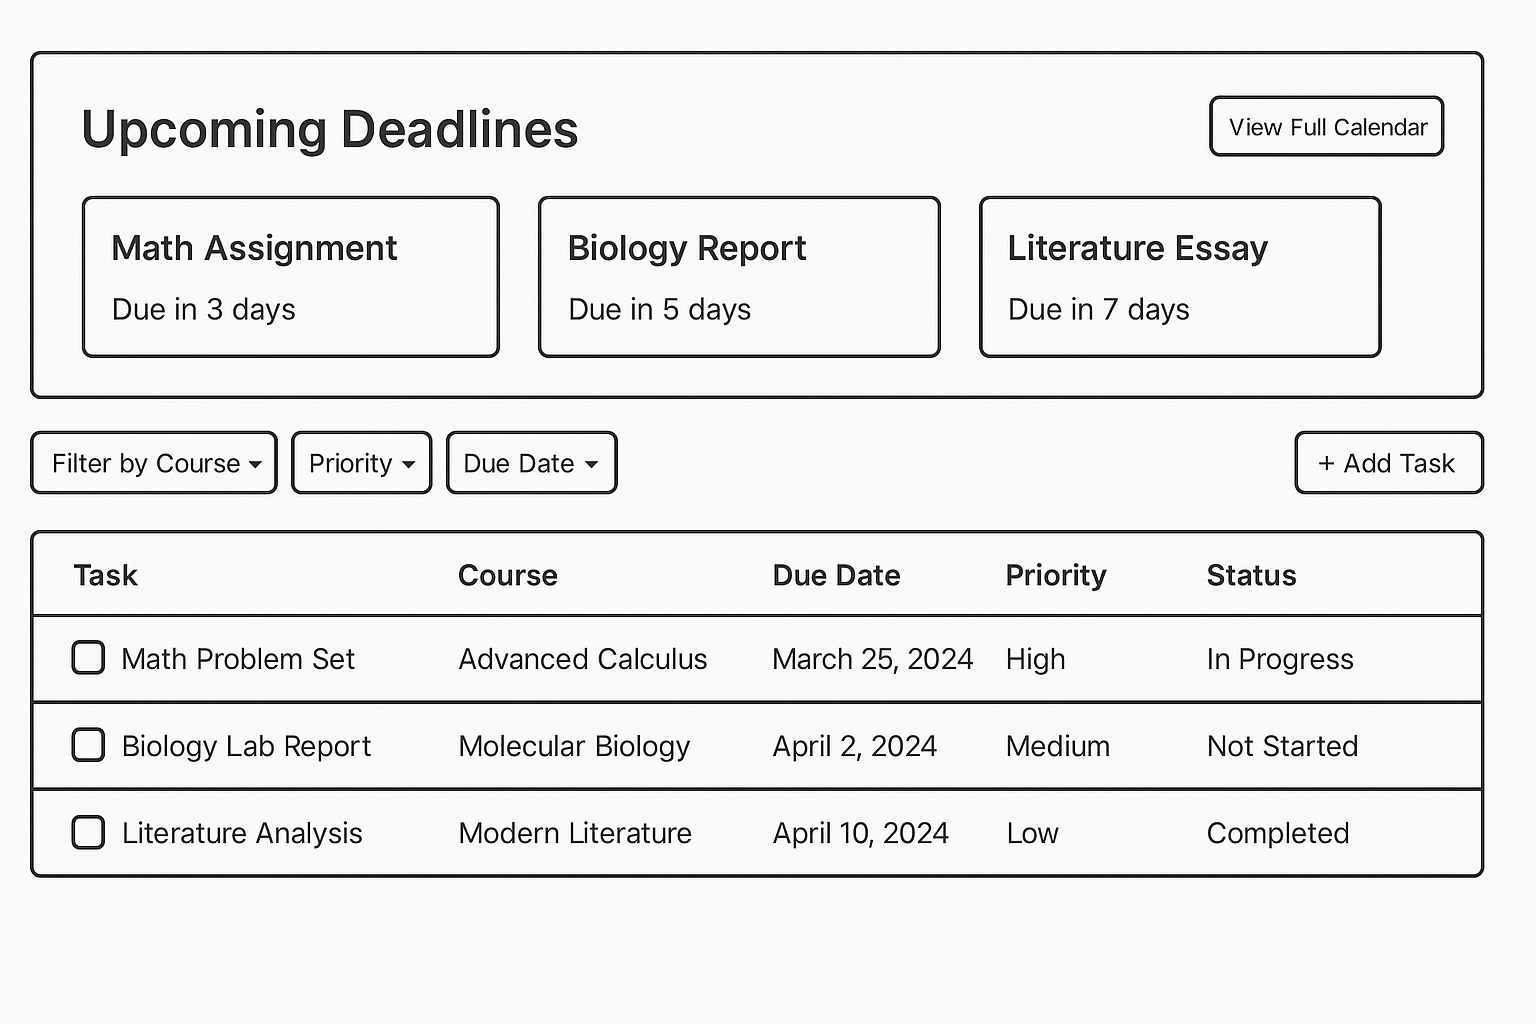 Upcoming Deadlines
View Full Calendar
Math Assignment
Due in 3 days
Biology Report
Due in 5 days
Literature Essay
Due in 7 days
Filter by Course Priority Due Date + Add Task
Task Course Due Date Priority Status
Math Problem Set Advanced Calculus March 25, 2024 High In Progress
Biology Lab Report Molecular Biology April 2, 2024 Medium Not Started
Literature Analysis Modern Literature April 10, 2024 Low Completed